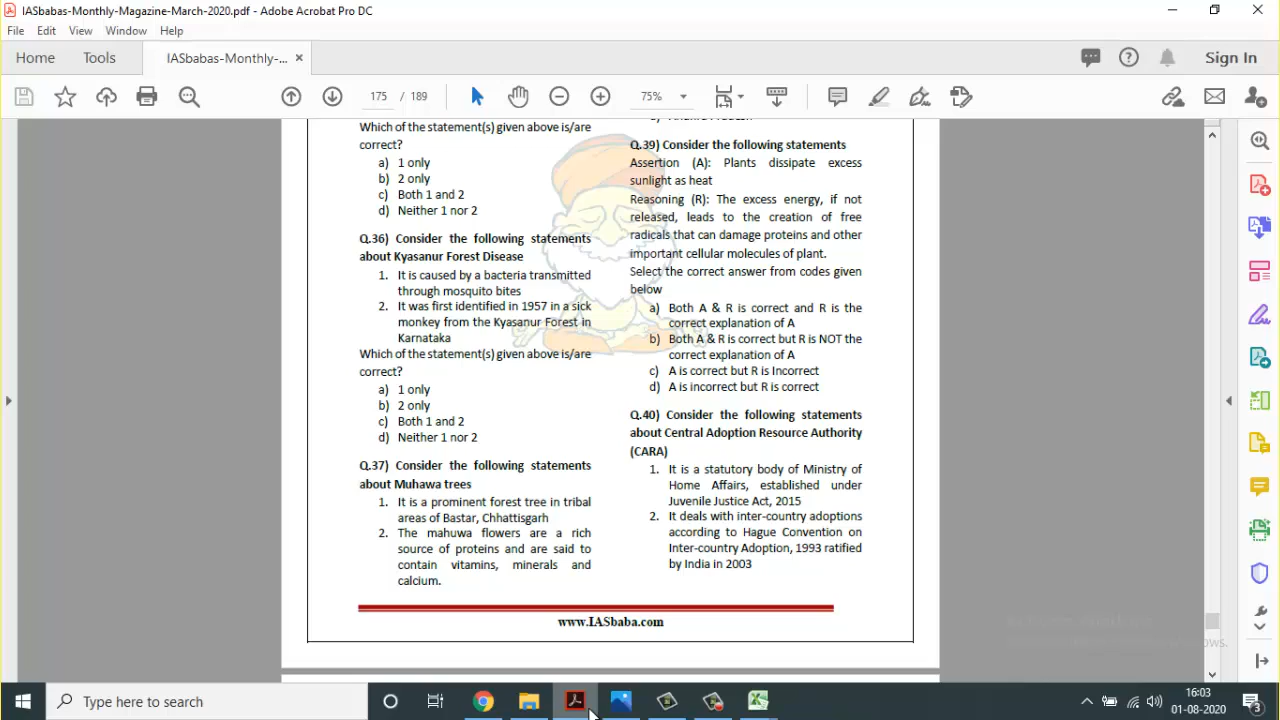 IASbabas-Monthly-Magazine-March-2020.pdf - Adobe Acrobat Pro DC
File Edit View Window Help
Home Tools IASbabas-Monthly-... × Sign In
175 / 189 75%
Which of the statement(s) given above is/are
correct?
a) 1 only
b) 2 only
c) Both 1 and 2
d) Neither 1 nor 2
Q.36) Consider the following statements
about Kyasanur Forest Disease
1. It is caused by a bacteria transmitted
through mosquito bites
2. It was first identified in 1957 in a sick
monkey from the Kyasanur Forest in
Karnataka
Which of the statement(s) given above is/are
correct?
a) 1 only
b) 2 only
c) Both 1 and 2
d) Neither 1 nor 2
Q.37) Consider the following statements
about Muhawa trees
1. It is a prominent forest tree in tribal
areas of Bastar, Chhattisgarh
2. The mahuwa flowers are a rich
source of proteins and are said to
contain vitamins, minerals and
calcium.
Q.39) Consider the following statements
Assertion (A): Plants dissipate excess
sunlight as heat
Reasoning (R): The excess energy, if not
released, leads to the creation of free
radicals that can damage proteins and other
important cellular molecules of plant.
Select the correct answer from codes given
below
a) Both A & R is correct and R is the
correct explanation of A
b) Both A & R is correct but R is NOT the
correct explanation of A
c) A is correct but R is Incorrect
d) A is incorrect but R is correct
Q.40) Consider the following statements
about Central Adoption Resource Authority
(CARA)
1. It is a statutory body of Ministry of
Home Affairs, established under
Juvenile Justice Act, 2015
2. It deals with inter-country adoptions
according to Hague Convention on
Inter-country Adoption, 1993 ratified
by India in 2003
www.IASbaba.com
Type here to search
16:03
01-08-2020
3